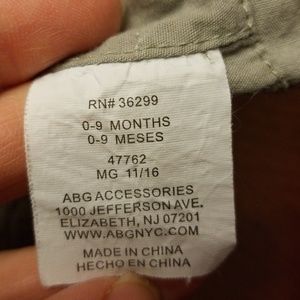 RN# 36299
0-9 MONTHS
0-9 MESES
47762
MG 11/16
ABG ACCESSORIES
1000 JEFFERSON AVE.
ELIZABETH, NJ 07201
WWW.ABGNYC.COM
MADE IN CHINA
HECHO EN CHINA